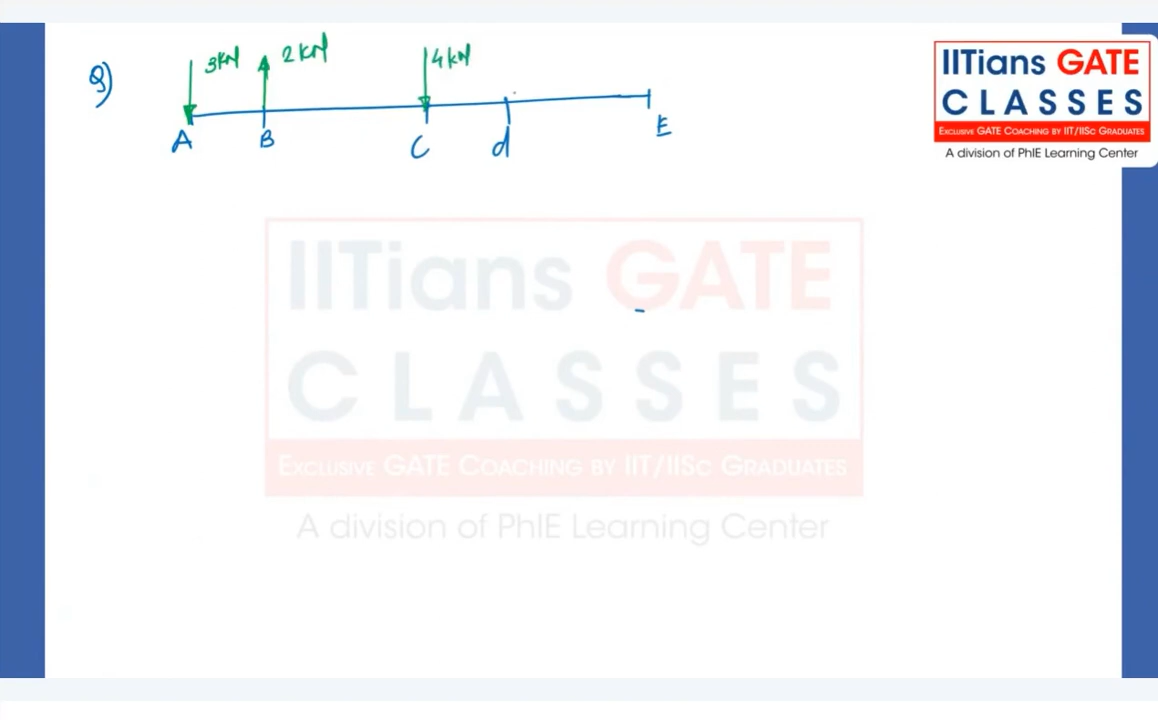 Q)
3kN
2kN
4kN
A
B
C
d
E
IITians GATE
CLASSES
EXCLUSIVE GATE COACHING BY IIT/IISc GRADUATES
A division of PhIE Learning Center
IITians GATE
CLASSES
EXCLUSIVE GATE COACHING BY IIT/IISc GRADUATES
A division of PhIE Learning Center